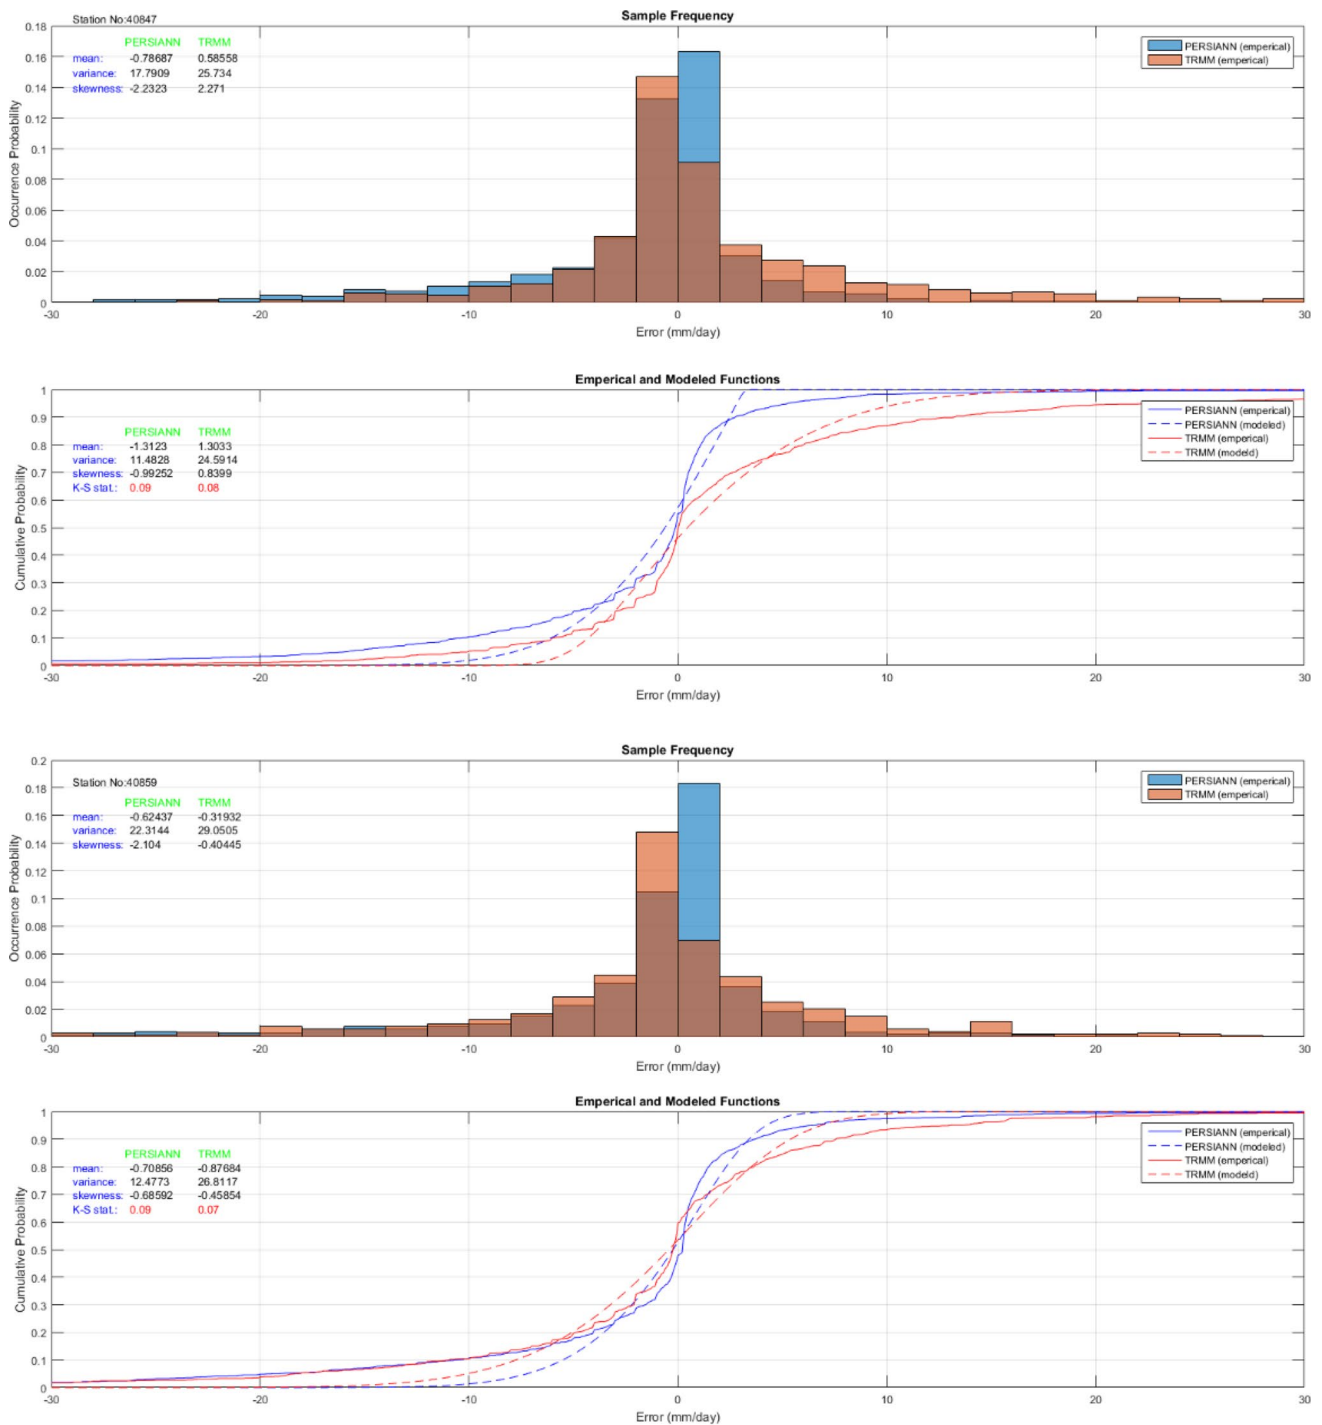 Station No:40847
Sample Frequency
PERSIANN TRMM
mean: -0.78687 0.58558
variance: 17.7909 25.734
skewness: -2.2323 2.271
PERSIANN (emperical)
TRMM (emperical)
Occurrence Probability
0.18
0.16
0.14
0.12
0.1
0.08
0.06
0.04
0.02
0
-30 -20 -10 0 10 20 30
Error (mm/day)
Emperical and Modeled Functions
PERSIANN TRMM
mean: -1.3123 1.3033
variance: 11.4828 24.5914
skewness: -0.99252 0.8399
K-S stat.: 0.09 0.08
PERSIANN (emperical)
PERSIANN (modeled)
TRMM (emperical)
TRMM (modeld)
Cumulative Probability
1
0.9
0.8
0.7
0.6
0.5
0.4
0.3
0.2
0.1
0
-30 -20 -10 0 10 20 30
Error (mm/day)
Sample Frequency
Station No:40859
PERSIANN TRMM
mean: -0.62437 -0.31932
variance: 22.3144 29.0505
skewness: -2.104 -0.40445
PERSIANN (emperical)
TRMM (emperical)
Occurrence Probability
0.2
0.18
0.16
0.14
0.12
0.1
0.08
0.06
0.04
0.02
0
-30 -20 -10 0 10 20 30
Error (mm/day)
Emperical and Modeled Functions
PERSIANN TRMM
mean: -0.70856 -0.87684
variance: 12.4773 26.8117
skewness: -0.68592 -0.45854
K-S stat.: 0.09 0.07
PERSIANN (emperical)
PERSIANN (modeled)
TRMM (emperical)
TRMM (modeld)
Cumulative Probability
1
0.9
0.8
0.7
0.6
0.5
0.4
0.3
0.2
0.1
0
-30 -20 -10 0 10 20 30
Error (mm/day)